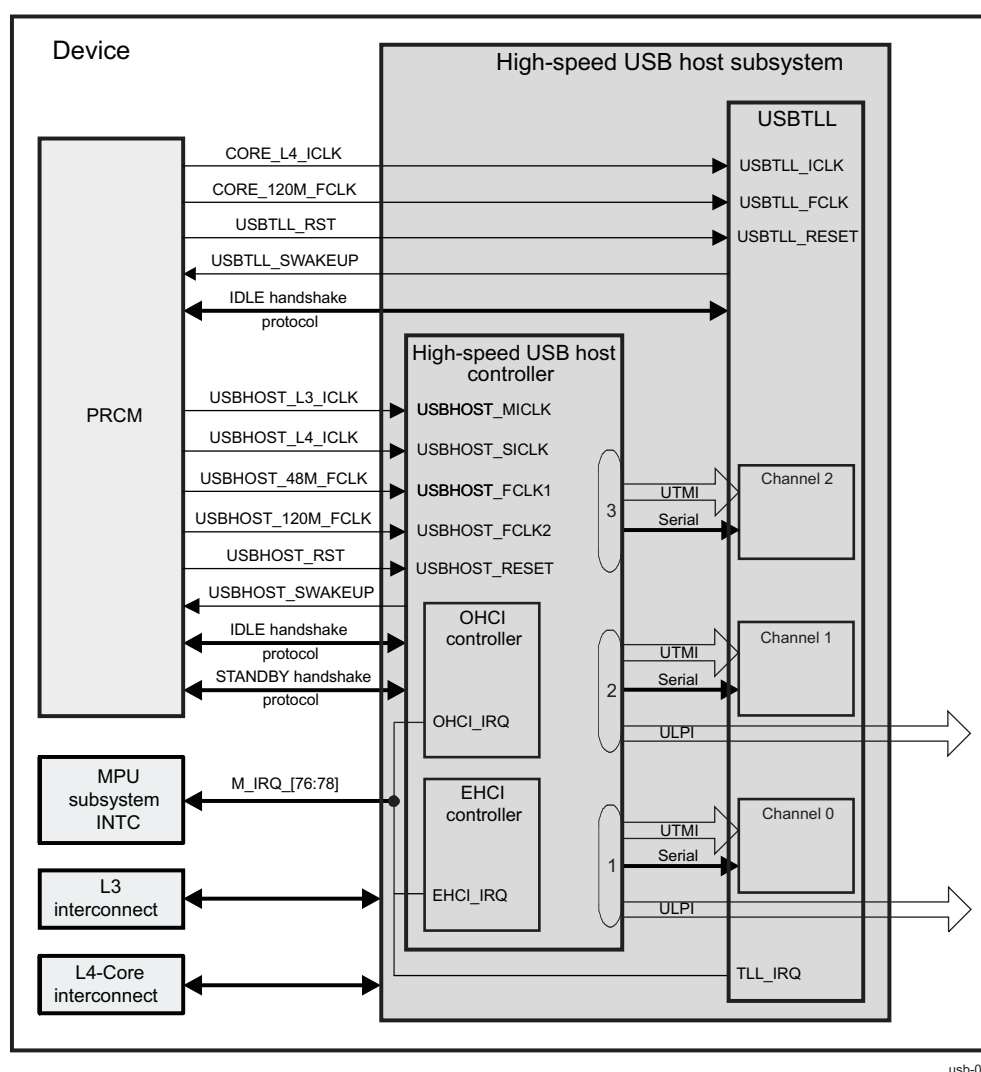 Device
High-speed USB host subsystem
USBTLL
CORE_L4_ICLK
USBTLL_ICLK
CORE_120M_FCLK
USBTLL_FCLK
USBTLL_RST
USBTLL_RESET
USBTLL_SWAKEUP
IDLE handshake
protocol
High-speed USB host
controller
PRCM
USBHOST_L3_ICLK
USBHOST_MICLK
USBHOST_L4_ICLK
USBHOST_SICLK
USBHOST_48M_FCLK
USBHOST_FCLK1
USBHOST_120M_FCLK
USBHOST_FCLK2
USBHOST_RST
USBHOST_RESET
USBHOST_SWAKEUP
IDLE handshake
protocol
STANDBY handshake
protocol
3
UTMI
Serial
Channel 2
OHCI
controller
OHCI_IRQ
2
UTMI
Serial
ULPI
Channel 1
MPU
subsystem
INTC
M_IRQ_[76:78]
EHCI
controller
EHCI_IRQ
1
UTMI
Serial
ULPI
Channel 0
L3
interconnect
L4-Core
interconnect
TLL_IRQ